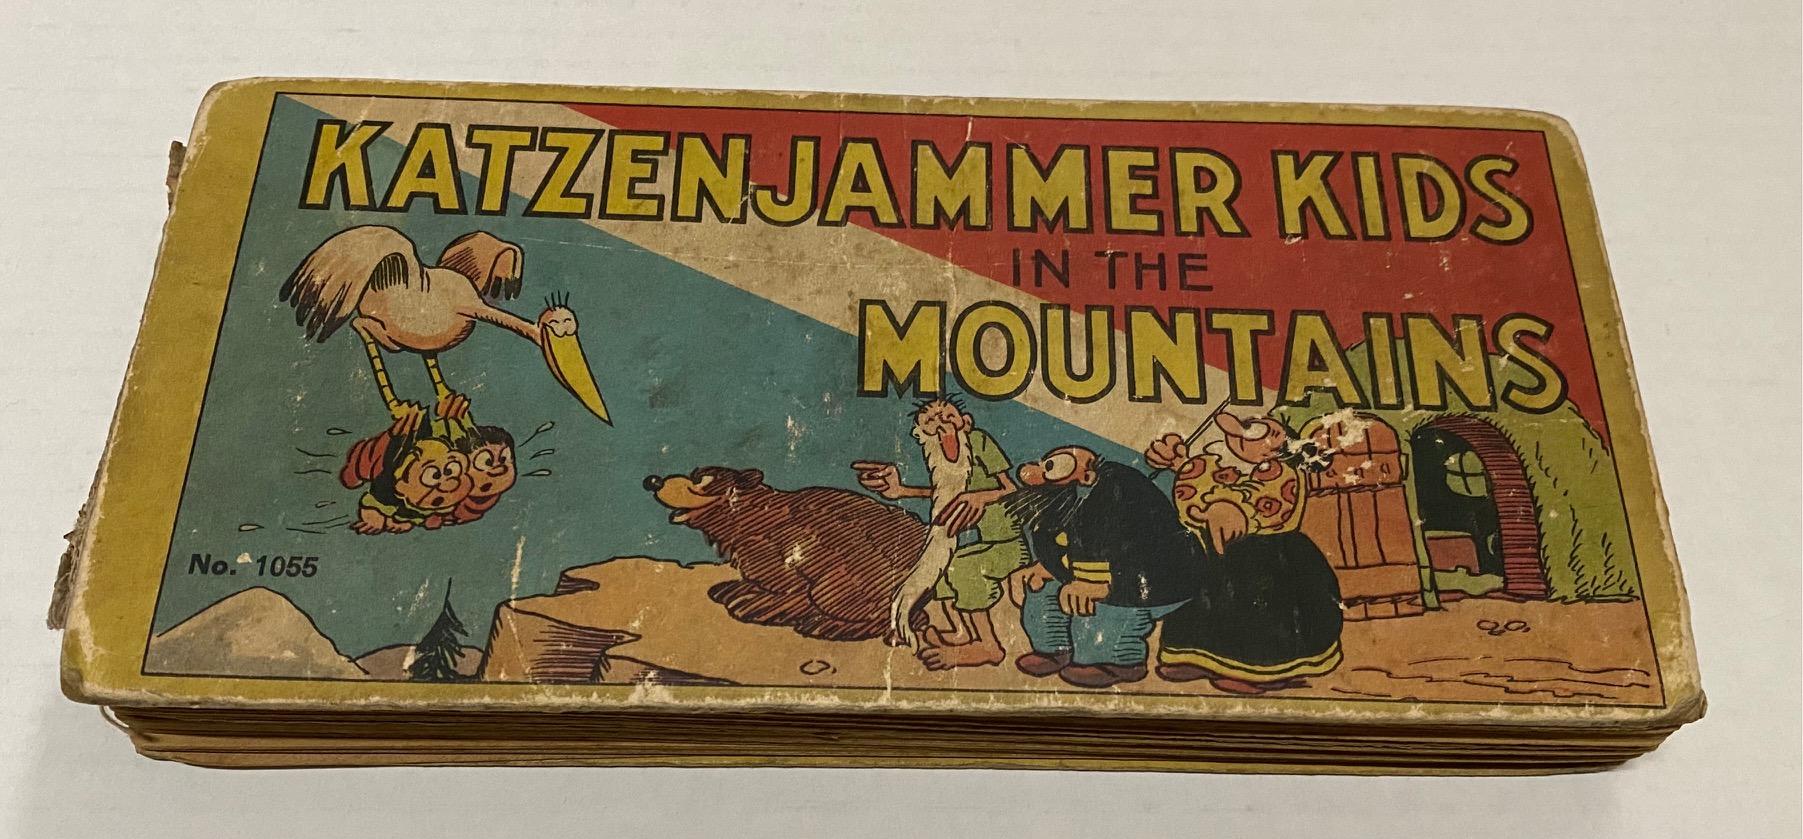 KATZENJAMMER KIDS
IN THE
MOUNTAINS
No. 1055